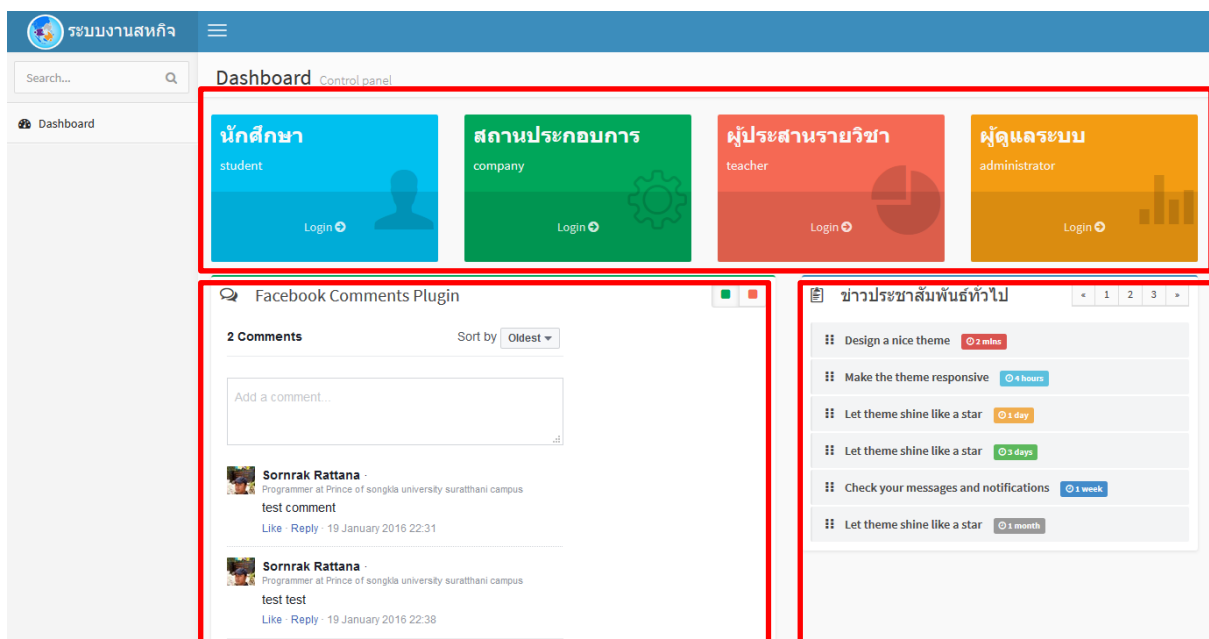 ระบบงานสหกิจ
Search...
Dashboard
Dashboard Control panel
นักศึกษา
student
Login
สถานประกอบการ
company
Login
ผู้ประสานรายวิชา
teacher
Login
ผู้ดูแลระบบ
administrator
Login
Facebook Comments Plugin
2 Comments
Sort by Oldest
Add a comment...
Sornrak Rattana ·
Programmer at Prince of songkla university suratthani campus
test comment
Like · Reply · 19 January 2016 22:31
Sornrak Rattana ·
Programmer at Prince of songkla university suratthani campus
test test
Like · Reply · 19 January 2016 22:38
ข่าวประชาสัมพันธ์ทั่วไป
« 1 2 3 »
Design a nice theme 2 mins
Make the theme responsive 4 hours
Let theme shine like a star 1 day
Let theme shine like a star 3 days
Check your messages and notifications 1 week
Let theme shine like a star 1 month